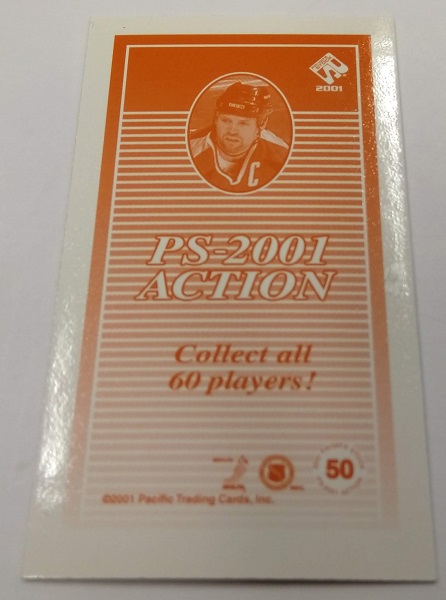 2001
C
PS-2001
ACTION
Collect all
60 players!
50
©2001 Pacific Trading Cards, Inc.